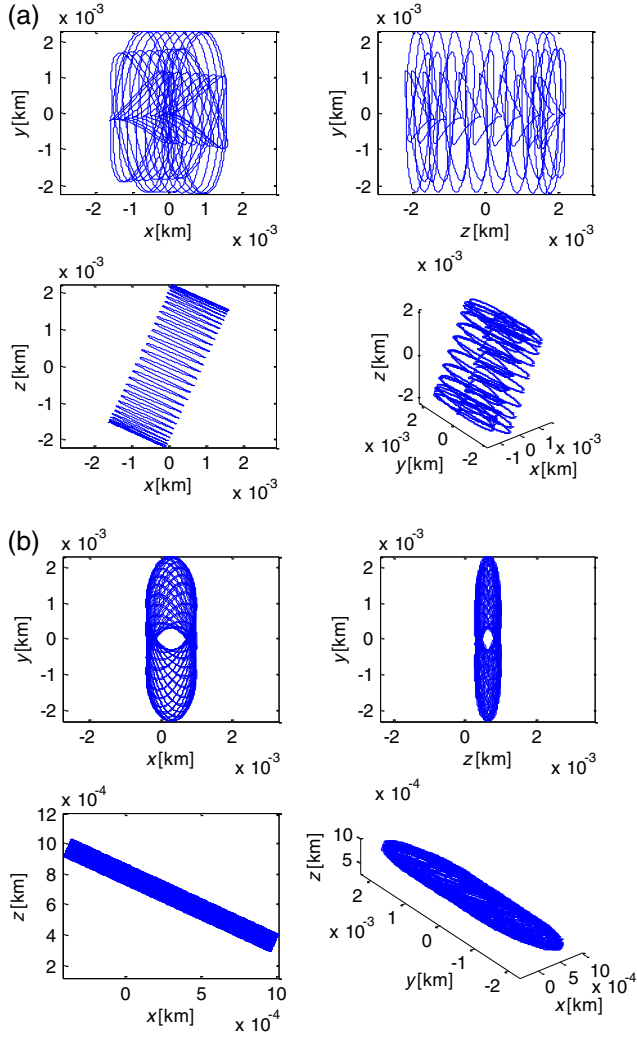 (a)
x 10⁻³
2
1
0
-1
-2
y[km]
-2 0 2
x[km]
x 10⁻³
x 10⁻³
2
1
0
-1
-2
y[km]
-2 0 2
z[km]
x 10⁻³
x 10⁻³
2
1
0
-1
-2
z[km]
-2 -1 0 1 2
x[km]
x 10⁻³
x 10⁻³
2
0
-2
z[km]
2
0
-2
x 10⁻³
y[km]
-1 0 1
x 10⁻³
x[km]
(b)
x 10⁻³
2
1
0
-1
-2
y[km]
-2 0 2
x[km]
x 10⁻³
x 10⁻³
2
1
0
-1
-2
y[km]
-2 0 2
z[km]
x 10⁻³
x 10⁻⁴
12
10
8
6
4
2
z[km]
0 5 10
x[km]
x 10⁻⁴
x 10⁻⁴
10
5
z[km]
2
1
0
-1
-2
x 10⁻³
y[km]
0 5 10
x 10⁻⁴
x[km]